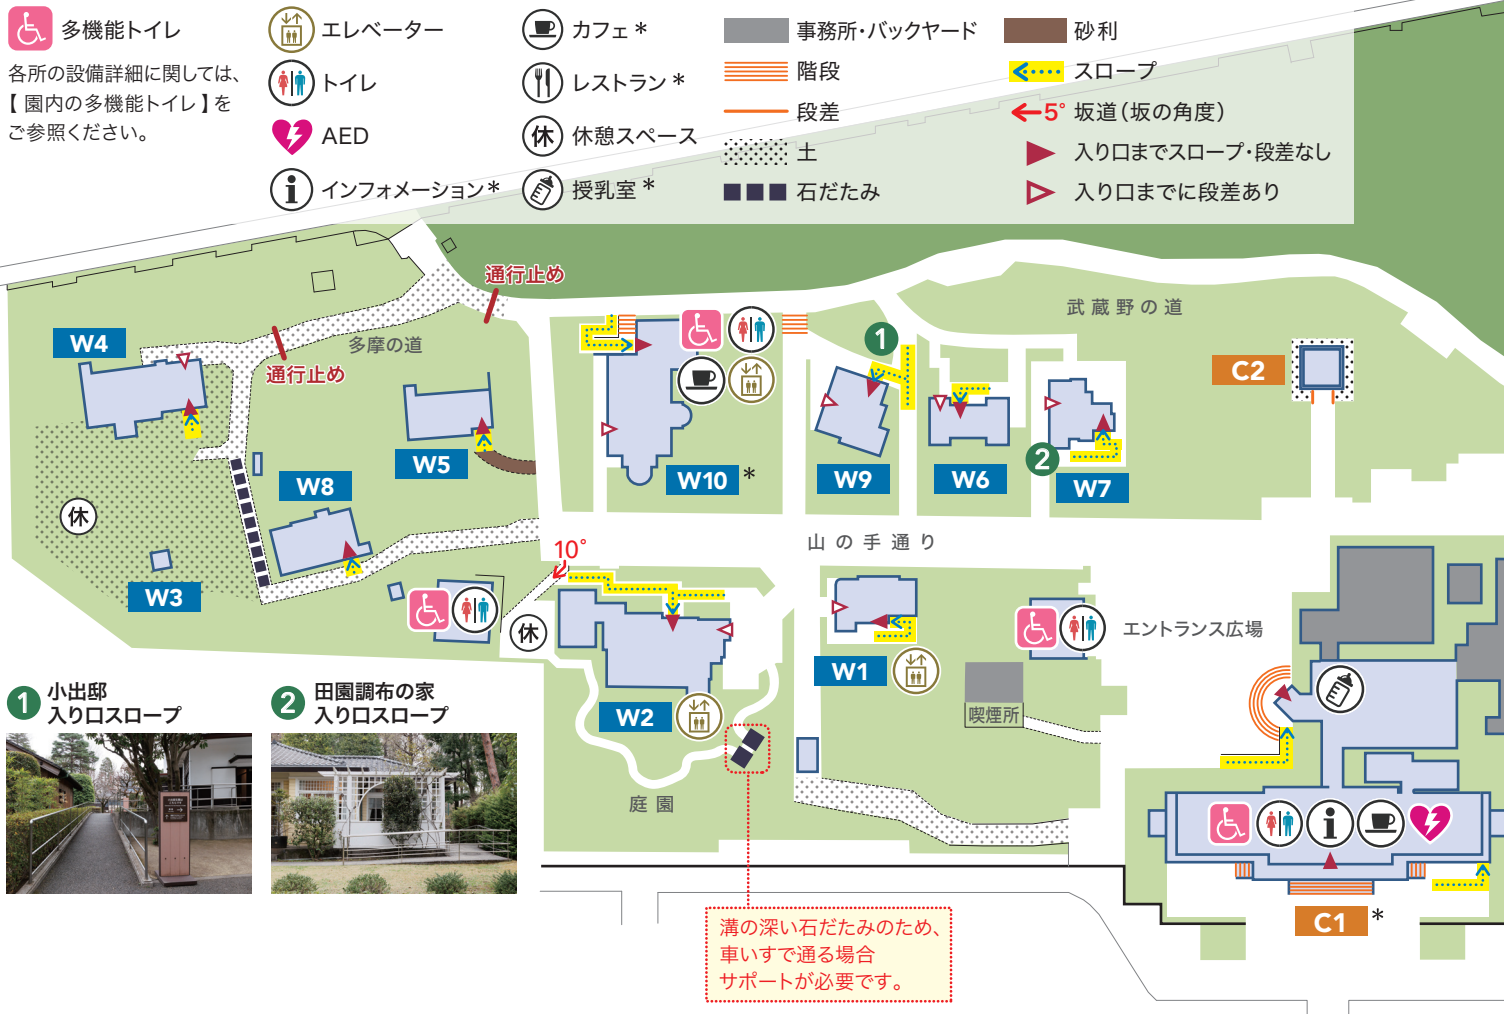 多機能トイレ
各所の設備詳細に関しては、
【園内の多機能トイレ】を
ご参照ください。
エレベーター
トイレ
AED
インフォメーション*
カフェ*
レストラン*
休 休憩スペース
授乳室*
事務所・バックヤード
階段
段差
土
石だたみ
砂利
スロープ
5° 坂道(坂の角度)
入り口までスロープ・段差なし
入り口までに段差あり
通行止め
武蔵野の道
W4
多摩の道
通行止め
1
C2
W5
W10*
W9
W6
2
W7
W8
休
山の手通り
10°
W3
休
エントランス広場
W1
W2
喫煙所
庭園
1 小出邸
入り口スロープ
2 田園調布の家
入り口スロープ
C1*
溝の深い石だたみのため、
車いすで通る場合
サポートが必要です。